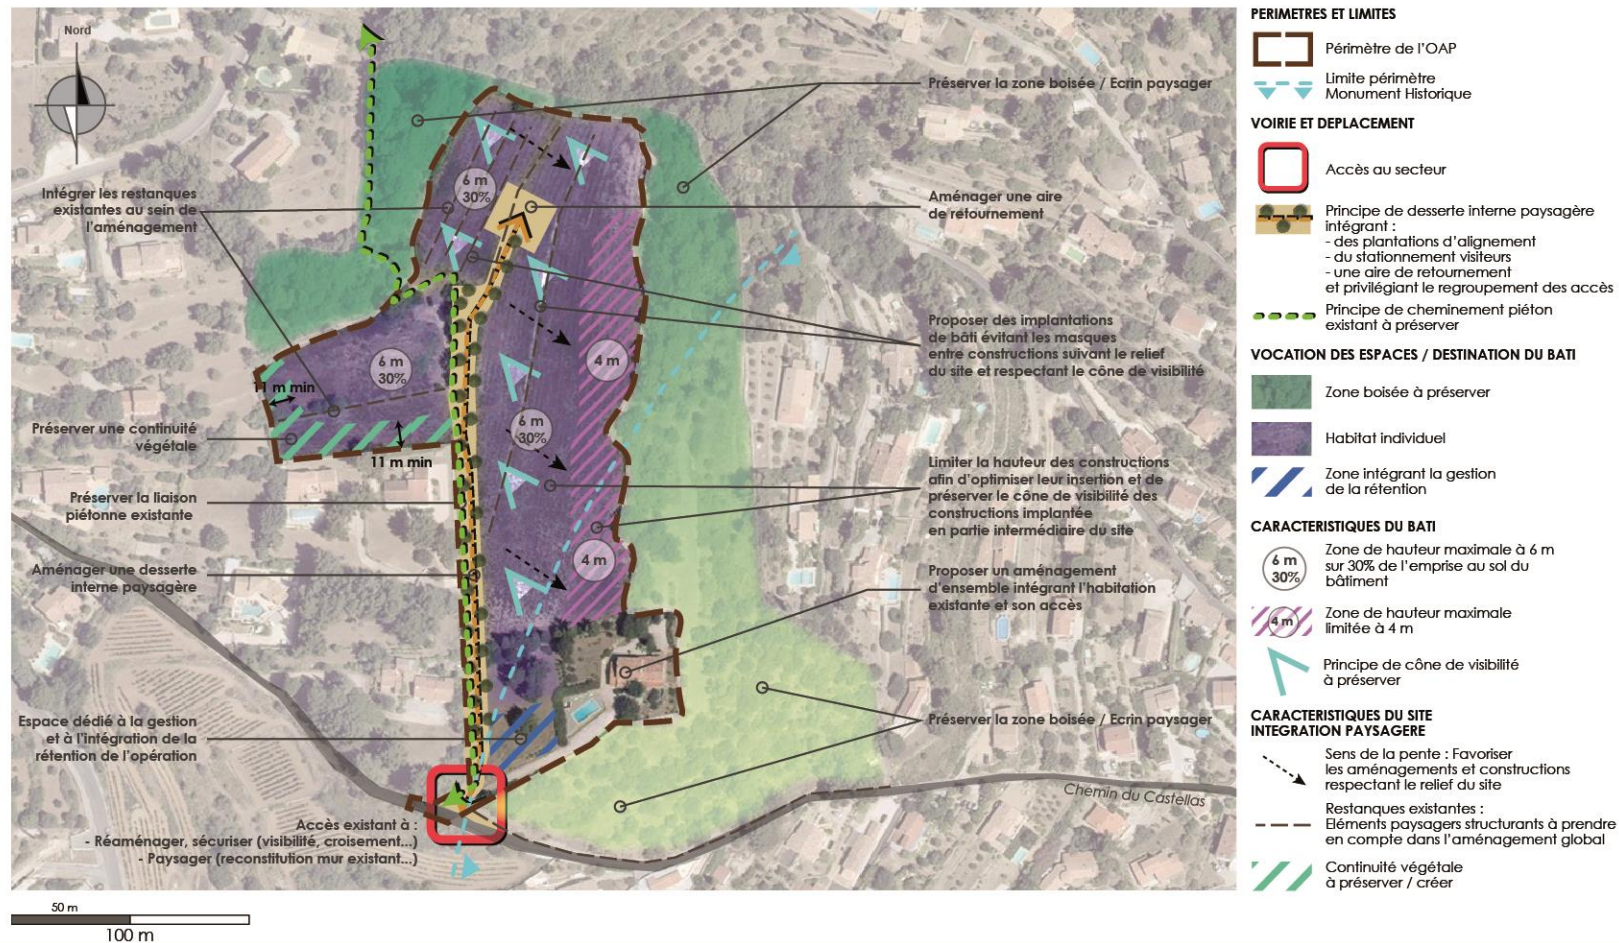 Nord
Préserver la zone boisée / Ecrin paysager
Intégrer les restanques
existantes au sein de
l'aménagement
6 m
30%
Aménager une aire
de retournement
Proposer des implantations
de bâti évitant les masques
entre constructions suivant le relief
du site et respectant le cône de visibilité
6 m
30%
4 m
11 m min
6 m
30%
Préserver une continuité
végétale
11 m min
Limiter la hauteur des constructions
afin d'optimiser leur insertion et de
préserver le cône de visibilité des
constructions implantée
en partie intermédiaire du site
Préserver la liaison
piétonne existante
4 m
Aménager une desserte
interne paysagère
Proposer un aménagement
d'ensemble intégrant l'habitation
existante et son accès
Espace dédié à la gestion
et à l'intégration de la
rétention de l'opération
Préserver la zone boisée / Ecrin paysager
Chemin du Castellas
Accès existant à :
- Réaménager, sécuriser (visibilité, croisement...)
- Paysager (reconstitution mur existant...)
50 m
100 m
PERIMETRES ET LIMITES
Périmètre de l'OAP
Limite périmètre
Monument Historique
VOIRIE ET DEPLACEMENT
Accès au secteur
Principe de desserte interne paysagère
intégrant :
- des plantations d'alignement
- du stationnement visiteurs
- une aire de retournement
et privilégiant le regroupement des accès
Principe de cheminement piéton
existant à préserver
VOCATION DES ESPACES / DESTINATION DU BATI
Zone boisée à préserver
Habitat individuel
Zone intégrant la gestion
de la rétention
CARACTERISTIQUES DU BATI
6 m
30%
Zone de hauteur maximale à 6 m
sur 30% de l'emprise au sol du
bâtiment
4 m
Zone de hauteur maximale
limitée à 4 m
Principe de cône de visibilité
à préserver
CARACTERISTIQUES DU SITE
INTEGRATION PAYSAGERE
Sens de la pente : Favoriser
les aménagements et constructions
respectant le relief du site
Restanques existantes :
Eléments paysagers structurants à prendre
en compte dans l'aménagement global
Continuité végétale
à préserver / créer